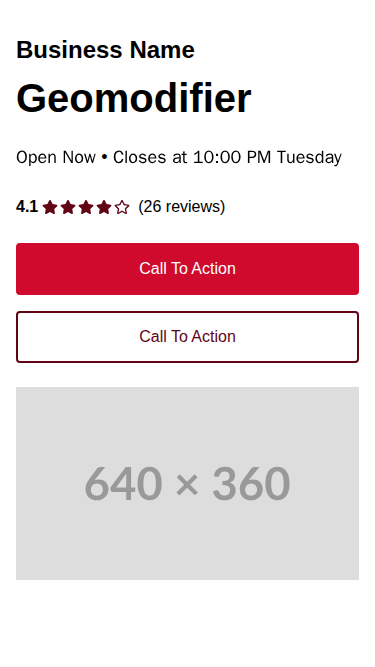 Business Name
Geomodifier
Open Now • Closes at 10:00 PM Tuesday
4.1 (26 reviews)
Call To Action
Call To Action
640 × 360